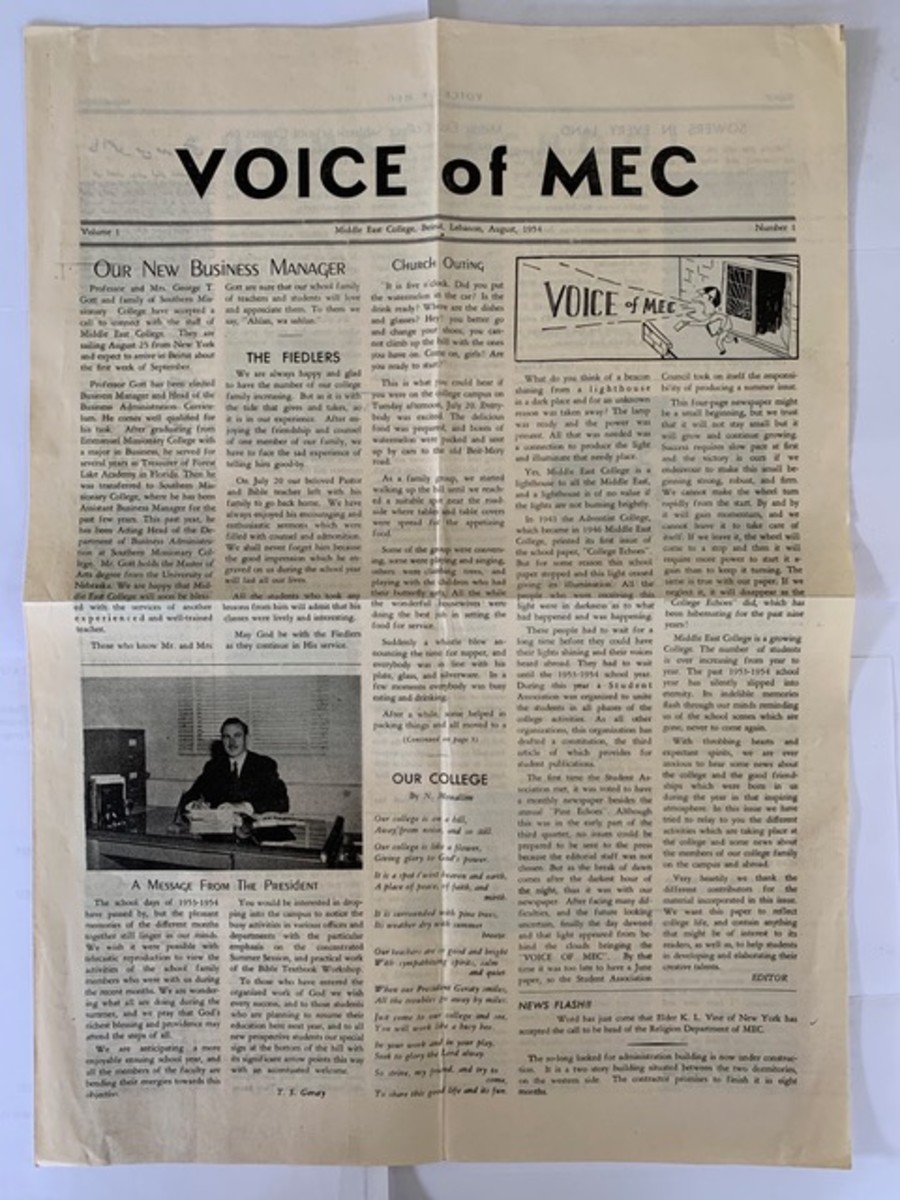 VOICE of MEC
Volume 1
Middle East College, Beirut, Lebanon, August, 1954
Number 1
OUR NEW BUSINESS MANAGER
Professor and Mrs. George T.
Gott and family of Southern Mis-
sionary College have accepted a
call to connect with the staff of
Middle East College. They are
sailing August 25 from New York
and expect to arrive in Beirut about
the first week of September.
Professor Gott has been elected
Business Manager and Head of the
Business Administration Curricu-
lum. He comes well qualified for
his task. After graduating from
Emmanuel Missionary College with
a major in Business, he served for
several years as Treasurer of Forest
Lake Academy in Florida. Then he
was transferred to Southern Mis-
sionary College, where he has been
Assistant Business Manager for the
past few years. This past year, he
has been Acting Head of the De-
partment of Business Administra-
tion at Southern Missionary Col-
lege. Mr. Gott holds the Master of
Arts degree from the University of
Nebraska. We are happy that Mid-
dle East College will soon be bless-
ed with the services of another
experienced and well-trained
teacher.
Those who know Mr. and Mrs.
Gott are sure that our school family
of teachers and students will love
and appreciate them. To them we
say, "Ahlan, wa sahlan."
THE FIEDLERS
We are always happy and glad
to have the number of our college
family increasing. But as it is with
the tide that gives and takes, so
it is in our experience. After en-
joying the friendship and counsel
of one member of our family, we
have to face the sad experience of
telling him good-by.
On July 20 our beloved Pastor
and Bible teacher left with his
family to go back home. We have
always enjoyed his encouraging and
enthusiastic sermons which were
filled with counsel and admonition.
We shall never forget him because
the good impression which he en-
graved on us during the school year
will last all our lives.
All the students who took any
lessons from him will admit that his
classes were lovely and interesting.
May God be with the Fiedlers
as they continue in His service.
A MESSAGE FROM THE PRESIDENT
The school days of 1953-1954
have passed by, but the pleasant
memories of the different months
together still linger in our minds.
We wish it were possible with
telecastic reproduction to view the
activities of the school family
members who were with us during
the recent months. We are wonder-
ing what all are doing during the
summer, and we pray that God's
richest blessing and providence may
attend the steps of all.
We are anticipating a more
enjoyable ensuing school year, and
all the members of the faculty are
bending their energies towards this
objective.
You would be interested in drop-
ping into the campus to notice the
busy activities in various offices and
departments with the particular
emphasis on the concentrated
Summer Session, and practical work
of the Bible Textbook Workshop.
To those who have entered the
organized work of God we wish
every success, and to those students
who are planning to resume their
education here next year, and to all
new prospective students our special
sign at the bottom of the hill with
its significant arrow points this way
with an accentuated welcome.
T. S. Geraty
CHURCH OUTING
"It is five o'clock. Did you put
the watermelon in the car? Is the
drink ready? Where are the dishes
and glasses? Hey! you better go
and change your shoes; you can-
not climb up the hill with the ones
you have on. Come on, girls! Are
you ready to start?"
This is what you could hear if
you were on the college campus on
Tuesday afternoon, July 20. Every-
body was excited. The delicious
food was prepared, and boxes of
watermelon were packed and sent
up by cars to the old Beit-Mery
road.
As a family group, we started
walking up the hill until we reach-
ed a suitable spot near the road-
side where tables and table covers
were spread for the appetizing
food.
Some of the group were convers-
ing, some were playing and singing,
others were climbing trees, and
playing with the children who had
their butterfly nets. All the while
the wonderful housewives were
doing the best job in setting the
food for service.
Suddenly a whistle blew an-
nouncing the time for supper, and
everybody was in line with his
plate, glass, and silverware. In a
few moments everybody was busy
eating and drinking.
After a while, some helped in
packing things and all moved to a
(Continued on page 3)
OUR COLLEGE
By N.
Our college is on a hill,
Away from noise, and so still.
Our college is like a flower,
Giving glory to God's power.
It is a spot 'twixt heaven and earth,
A place of peace, of faith, and
mirth.
It is surrounded with pine trees,
Its weather dry with summer
breeze.
Our teachers are so good and bright
With sympathizing spirits, calm
and quiet.
When our President Geraty smiles,
All the troubles go away by miles.
Just come to our college and see,
You will work like a busy bee.
In your work and in your play,
Seek to glory the Lord alway.
So strive, my friend, and try to
come,
To share this good life and its fun.
VOICE of MEC
What do you think of a beacon
shining from a lighthouse
in a dark place and for an unknown
reason was taken away? The lamp
was ready and the power was
present. All that was needed was
a connection to produce the light
and illuminate that needy place.
Yes, Middle East College is a
lighthouse to all the Middle East,
and a lighthouse is of no value if
the lights are not burning brightly.
In 1945 the Adventist College,
which became in 1946 Middle East
College, printed its first issue of
the school paper, "College Echoes".
But for some reason this school
paper stopped and this light ceased
giving its illumination. All the
people who were receiving this
light were in darkness as to what
had happened and was happening.
These people had to wait for a
long time before they could have
their lights shining and their voices
heard abroad. They had to wait
until the 1953-1954 school year.
During this year a Student
Association was organized to unite
the students in all phases of the
college activities. As all other
organizations, this organization has
drafted a constitution, the third
article of which provides for
student publications.
The first time the Student As-
sociation met, it was voted to have
a monthly newspaper besides the
annual "Pine Echoes". Although
this was in the early part of the
third quarter, no issues could be
prepared to be sent to the press
because the editorial staff was not
chosen. But as the break of dawn
comes after the darkest hour of
the night, thus it was with our
newspaper. After facing many dif-
ficulties, and the future looking
uncertain, finally the day dawned
and that light appeared from be-
hind the clouds bringing the
"VOICE OF MEC". By that
time it was too late to have a June
paper, so the Student Association
Council took on itself the responsi-
bility of producing a summer issue.
This four-page newspaper might
be a small beginning, but we trust
that it will not stay small but it
will grow and continue growing.
Success requires slow pace at first
and the victory is ours if we
endeavour to make this small be-
ginning strong, robust, and firm.
We cannot make the wheel turn
rapidly from the start. By and by
it will gain momentum, and we
cannot leave it to take care of
itself. If we leave it, the wheel will
come to a stop and then it will
require more power to start it a-
gain than to keep it turning. The
same is true with our paper. If we
neglect it, it will disappear as the
"College Echoes" did, which has
been hibernating for the past nine
years!
Middle East College is a growing
College. The number of students
is ever increasing from year to
year. The past 1953-1954 school
year has silently slipped into
eternity. Its indelible memories
flash through our minds reminding
us of the school scenes which are
gone, never to come again.
With throbbing hearts and
expectant spirits, we are ever
anxious to hear some news about
the college and the good friend-
ships which were born in us
during the year in that inspiring
atmosphere. In this issue we have
tried to relay to you the different
activities which are taking place at
the college and some news about
the members of our college family
on the campus and abroad.
Very heartily we thank the
different contributors for the
material incorporated in this issue.
We want this paper to reflect
college life, and contain anything
that might be of interest to its
readers, as well as, to help students
in developing and elaborating their
creative talents.
EDITOR
NEWS FLASH!!
Word has just come that Elder K. L. Vine of New York has
accepted the call to be head of the Religion Department of MEC.
The so-long looked for administration building is now under construc-
tion. It is a two story building situated between the two dormitories,
on the western side. The contractor promises to finish it in eight
months.